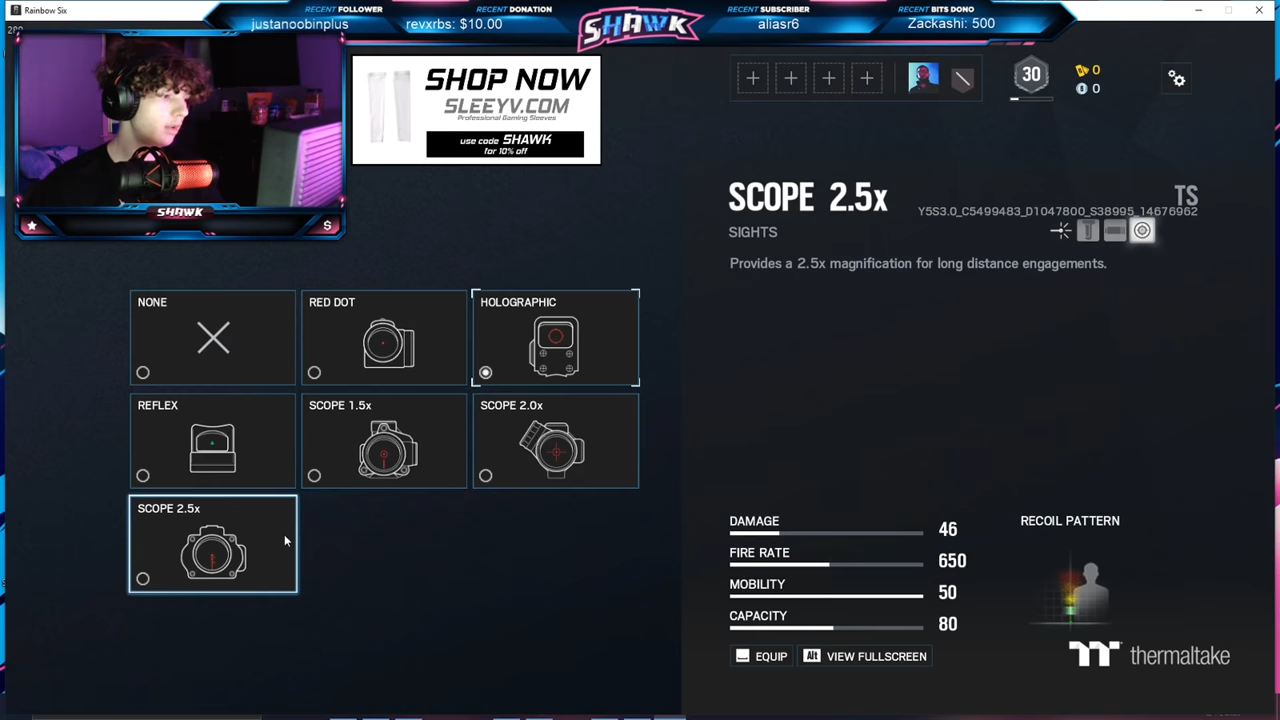 Rainbow Six
RECENT FOLLOWER
justanoobinplus
RECENT DONATION
revxrbs: $10.00
SHAWK
RECENT SUBSCRIBER
aliasr6
RECENT BITS DONO
Zackashi: 500
SHOP NOW
SLEEYV.COM
Professional Gaming Sleeves
use code SHAWK
for 10% off
30
0
0
SHAWK
$
SCOPE 2.5x
TS
Y5S3.0_C5499483_D1047800_S38995_14676962
SIGHTS
Provides a 2.5x magnification for long distance engagements.
NONE
RED DOT
HOLOGRAPHIC
REFLEX
SCOPE 1.5x
SCOPE 2.0x
SCOPE 2.5x
DAMAGE 46
FIRE RATE 650
MOBILITY 50
CAPACITY 80
RECOIL PATTERN
EQUIP
Alt VIEW FULLSCREEN
thermaltake